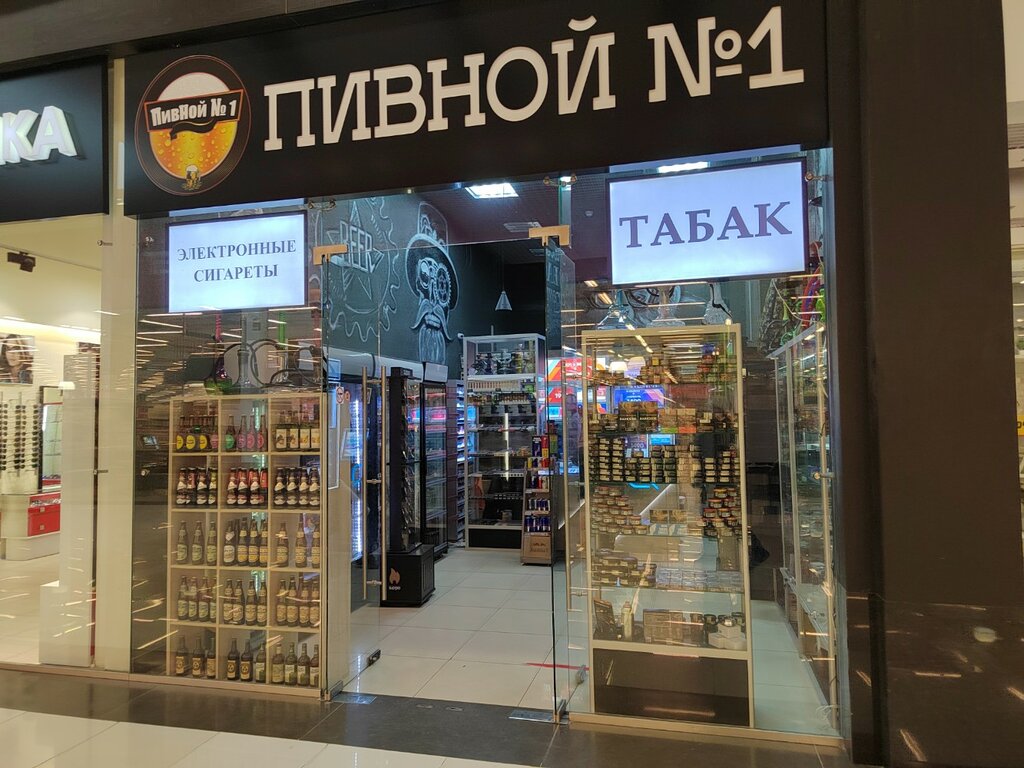 КА
ПивНой №1
ПИВНОЙ №1
ЭЛЕКТРОННЫЕ
СИГАРЕТЫ
BEER
ТАБАК